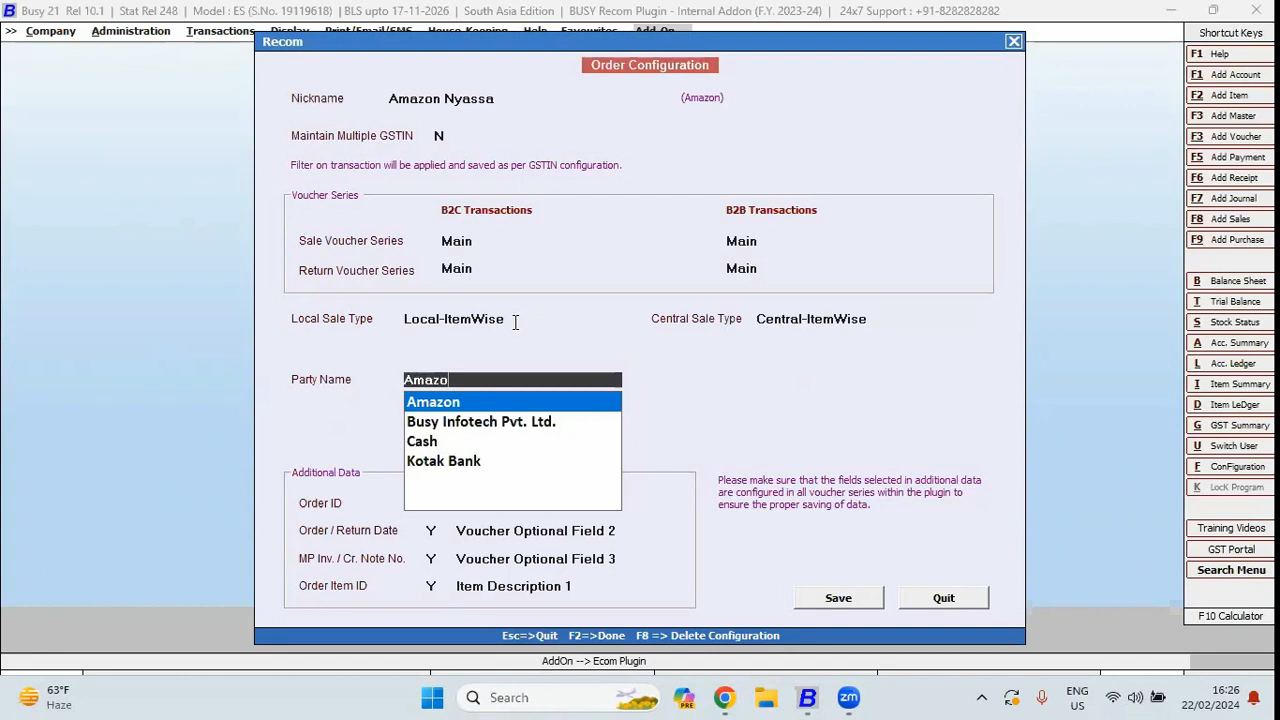 Busy 21 Rel 10.1 | Stat Rel 248 | Model : ES (S.No. 19119618) | BLS upto 17-11-2026 | South Asia Edition | BUSY Recom Plugin - Internal Addon (F.Y. 2023-24) | 24x7 Support : +91-8282828282
>> Company Administration Transactions Display Print/Email/SMS House-Keeping Favourites Add-On
Shortcut Keys
Recom
F1 Help
Order Configuration
F1 Add Account
Nickname Amazon Nyassa (Amazon)
F2 Add Item
F3 Add Master
Maintain Multiple GSTIN N
F3 Add Voucher
F5 Add Payment
Filter on transaction will be applied and saved as per GSTIN configuration.
F6 Add Receipt
Voucher Series
F7 Add Journal
B2C Transactions B2B Transactions
F8 Add Sales
Sale Voucher Series Main Main
F9 Add Purchase
Return Voucher Series Main Main
B Balance Sheet
T Trial Balance
Local Sale Type Local-ItemWise Central Sale Type Central-ItemWise
S Stock Status
A Acc. Summary
L Acc. Ledger
Party Name Amazo
I Item Summary
Amazon
D Item LeDger
Busy Infotech Pvt. Ltd.
G GST Summary
Cash
U Switch User
Kotak Bank
F ConFiguration
Additional Data
K LocK Program
Please make sure that the fields selected in additional data
are configured in all voucher series within the plugin to
ensure the proper saving of data.
Order ID
Order / Return Date Y Voucher Optional Field 2
Training Videos
GST Portal
MP Inv. / Cr. Note No. Y Voucher Optional Field 3
Search Menu
Order Item ID Y Item Description 1
Save Quit
F10 Calculator
Esc=>Quit F2=>Done F8 => Delete Configuration
AddOn --> Ecom Plugin
63°F
Haze
Search
PRE
zm
ENG
US
16:26
22/02/2024